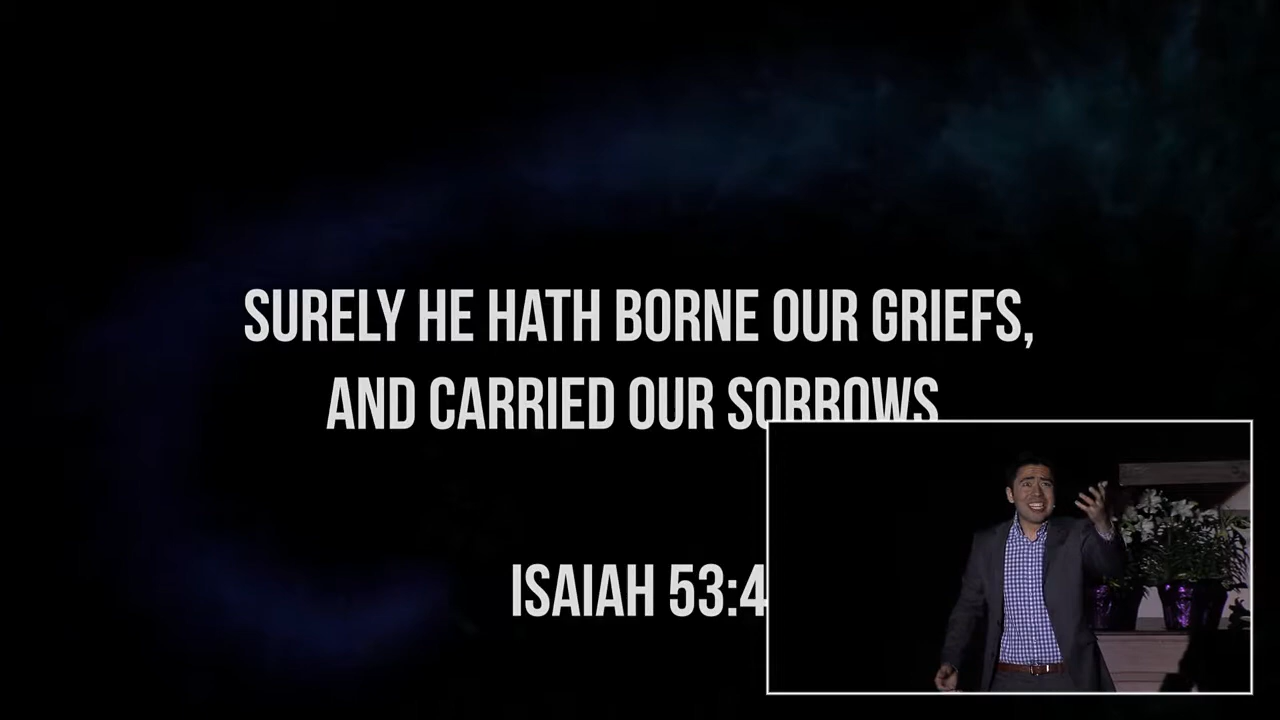 SURELY HE HATH BORNE OUR GRIEFS,
AND CARRIED OUR SORROWS
ISAIAH 53:4